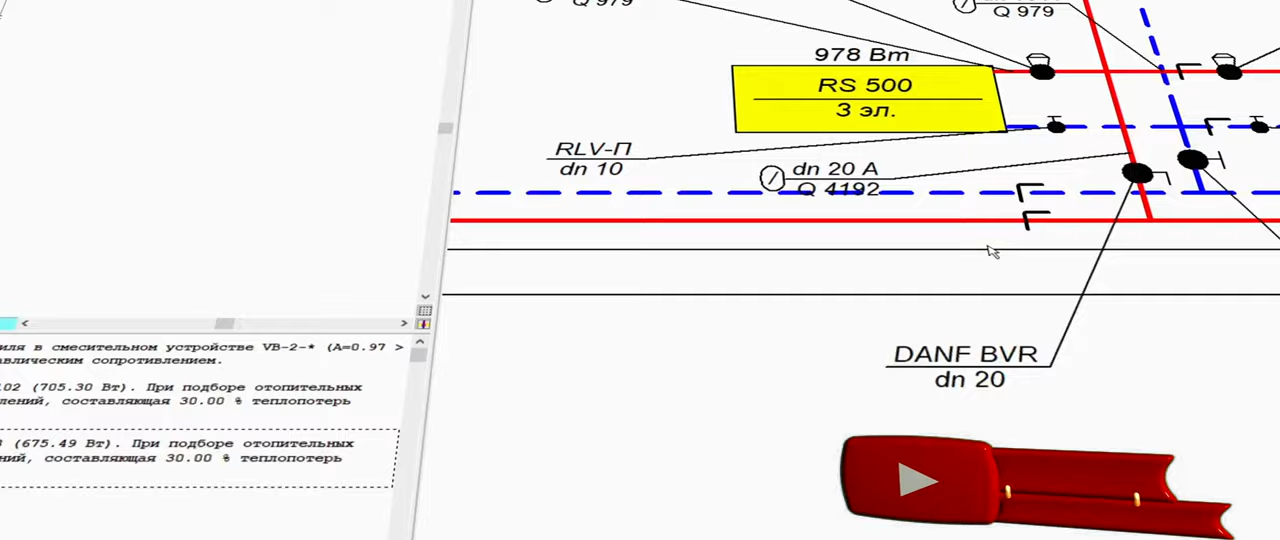 Q 979
Q 979
978 Вт
RS 500
3 эл.
RLV-П
dn 10
dn 20 A
Q 4192
DANF BVR
dn 20
иля в смесительном устройстве VB-2-* (A=0.97 >
авлическим сопротивлением.
102 (705.30 Вт). При подборе отопительных
лений, составляющая 30.00 % теплопотерь
(675.49 Вт). При подборе отопительных
ний, составляющая 30.00 % теплопотерь